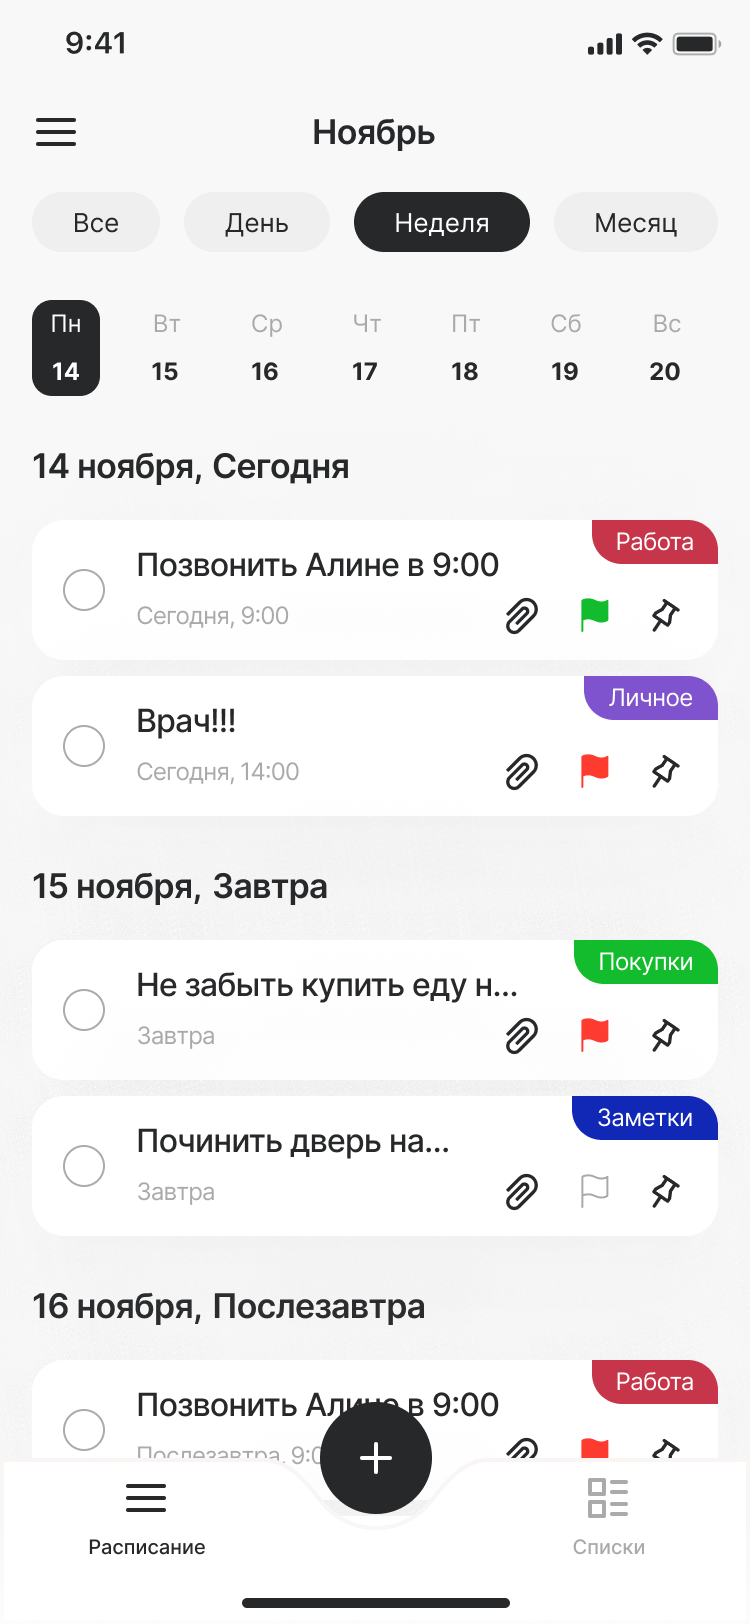 9:41
Ноябрь
Все День Неделя Месяц
Пн Вт Ср Чт Пт Сб Вс
14 15 16 17 18 19 20
14 ноября, Сегодня
Работа
Позвонить Алине в 9:00
Сегодня, 9:00
Личное
Врач!!!
Сегодня, 14:00
15 ноября, Завтра
Покупки
Не забыть купить еду н...
Завтра
Заметки
Починить дверь на...
Завтра
16 ноября, Послезавтра
Работа
Позвонить Алине в 9:00
Послезавтра, 9:0
Расписание Списки